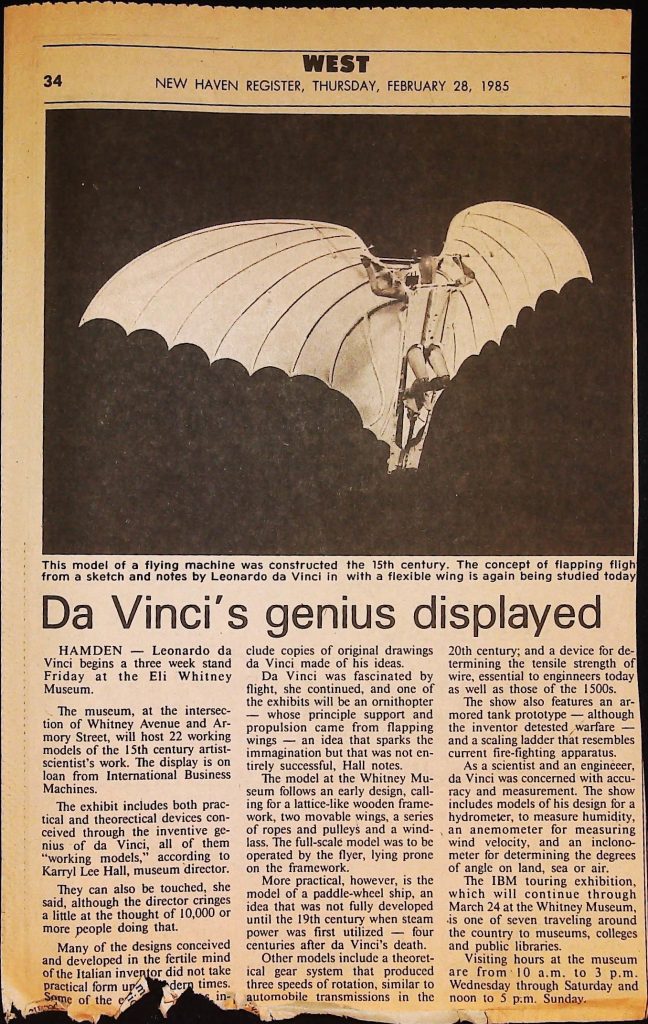 WEST
34
NEW HAVEN REGISTER, THURSDAY, FEBRUARY 28, 1985
This model of a flying machine was constructed
from a sketch and notes by Leonardo da Vinci in
the 15th century. The concept of flapping fligh
with a flexible wing is again being studied today
Da Vinci's genius displayed
HAMDEN — Leonardo da
Vinci begins a three week stand
Friday at the Eli Whitney
Museum.
The museum, at the intersec-
tion of Whitney Avenue and Ar-
mory Street, will host 22 working
models of the 15th century artist-
scientist's work. The display is on
loan from International Business
Machines.
The exhibit includes both prac-
tical and theorectical devices con-
ceived through the inventive ge-
nius of da Vinci, all of them
"working models," according to
Karryl Lee Hall, museum director.
They can also be touched, she
said, although the director cringes
a little at the thought of 10,000 or
more people doing that.
Many of the designs conceived
and developed in the fertile mind
of the Italian inventor did not take
practical form times.
Some of the in-
clude copies of original drawings
da Vinci made of his ideas.
Da Vinci was fascinated by
flight, she continued, and one of
the exhibits will be an ornithopter
— whose principle support and
propulsion came from flapping
wings — an idea that sparks the
immagination but that was not en-
tirely successful, Hall notes.
The model at the Whitney Mu-
seum follows an early design, call-
ing for a lattice-like wooden frame-
work, two movable wings, a series
of ropes and pulleys and a wind-
lass. The full-scale model was to be
operated by the flyer, lying prone
on the framework.
More practical, however, is the
model of a paddle-wheel ship, an
idea that was not fully developed
until the 19th century when steam
power was first utilized — four
centuries after da Vinci's death.
Other models include a theoret-
ical gear system that produced
three speeds of rotation, similar to
automobile transmissions in the
20th century; and a device for de-
termining the tensile strength of
wire, essential to enginneers today
as well as those of the 1500s.
The show also features an ar-
mored tank prototype — although
the inventor detested warfare —
and a scaling ladder that resembles
current fire-fighting apparatus.
As a scientist and an engineeer,
da Vinci was concerned with accu-
racy and measurement. The show
includes models of his design for a
hydrometer, to measure humidity,
an anemometer for measuring
wind velocity, and an inclono-
meter for determining the degrees
of angle on land, sea or air.
The IBM touring exhibition,
which will continue through
March 24 at the Whitney Museum,
is one of seven traveling around
the country to museums, colleges
and public libraries.
Visiting hours at the museum
are from 10 a.m. to 3 p.m.
Wednesday through Saturday and
noon to 5 p.m. Sunday.